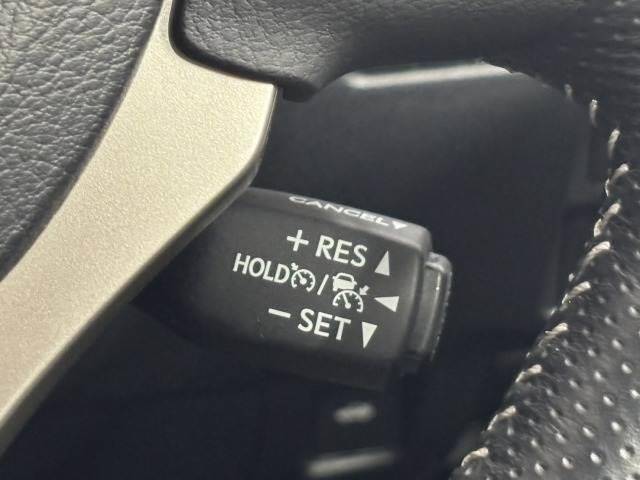 CANCEL▼
+ RES ▲
HOLD / ◀
− SET ▼